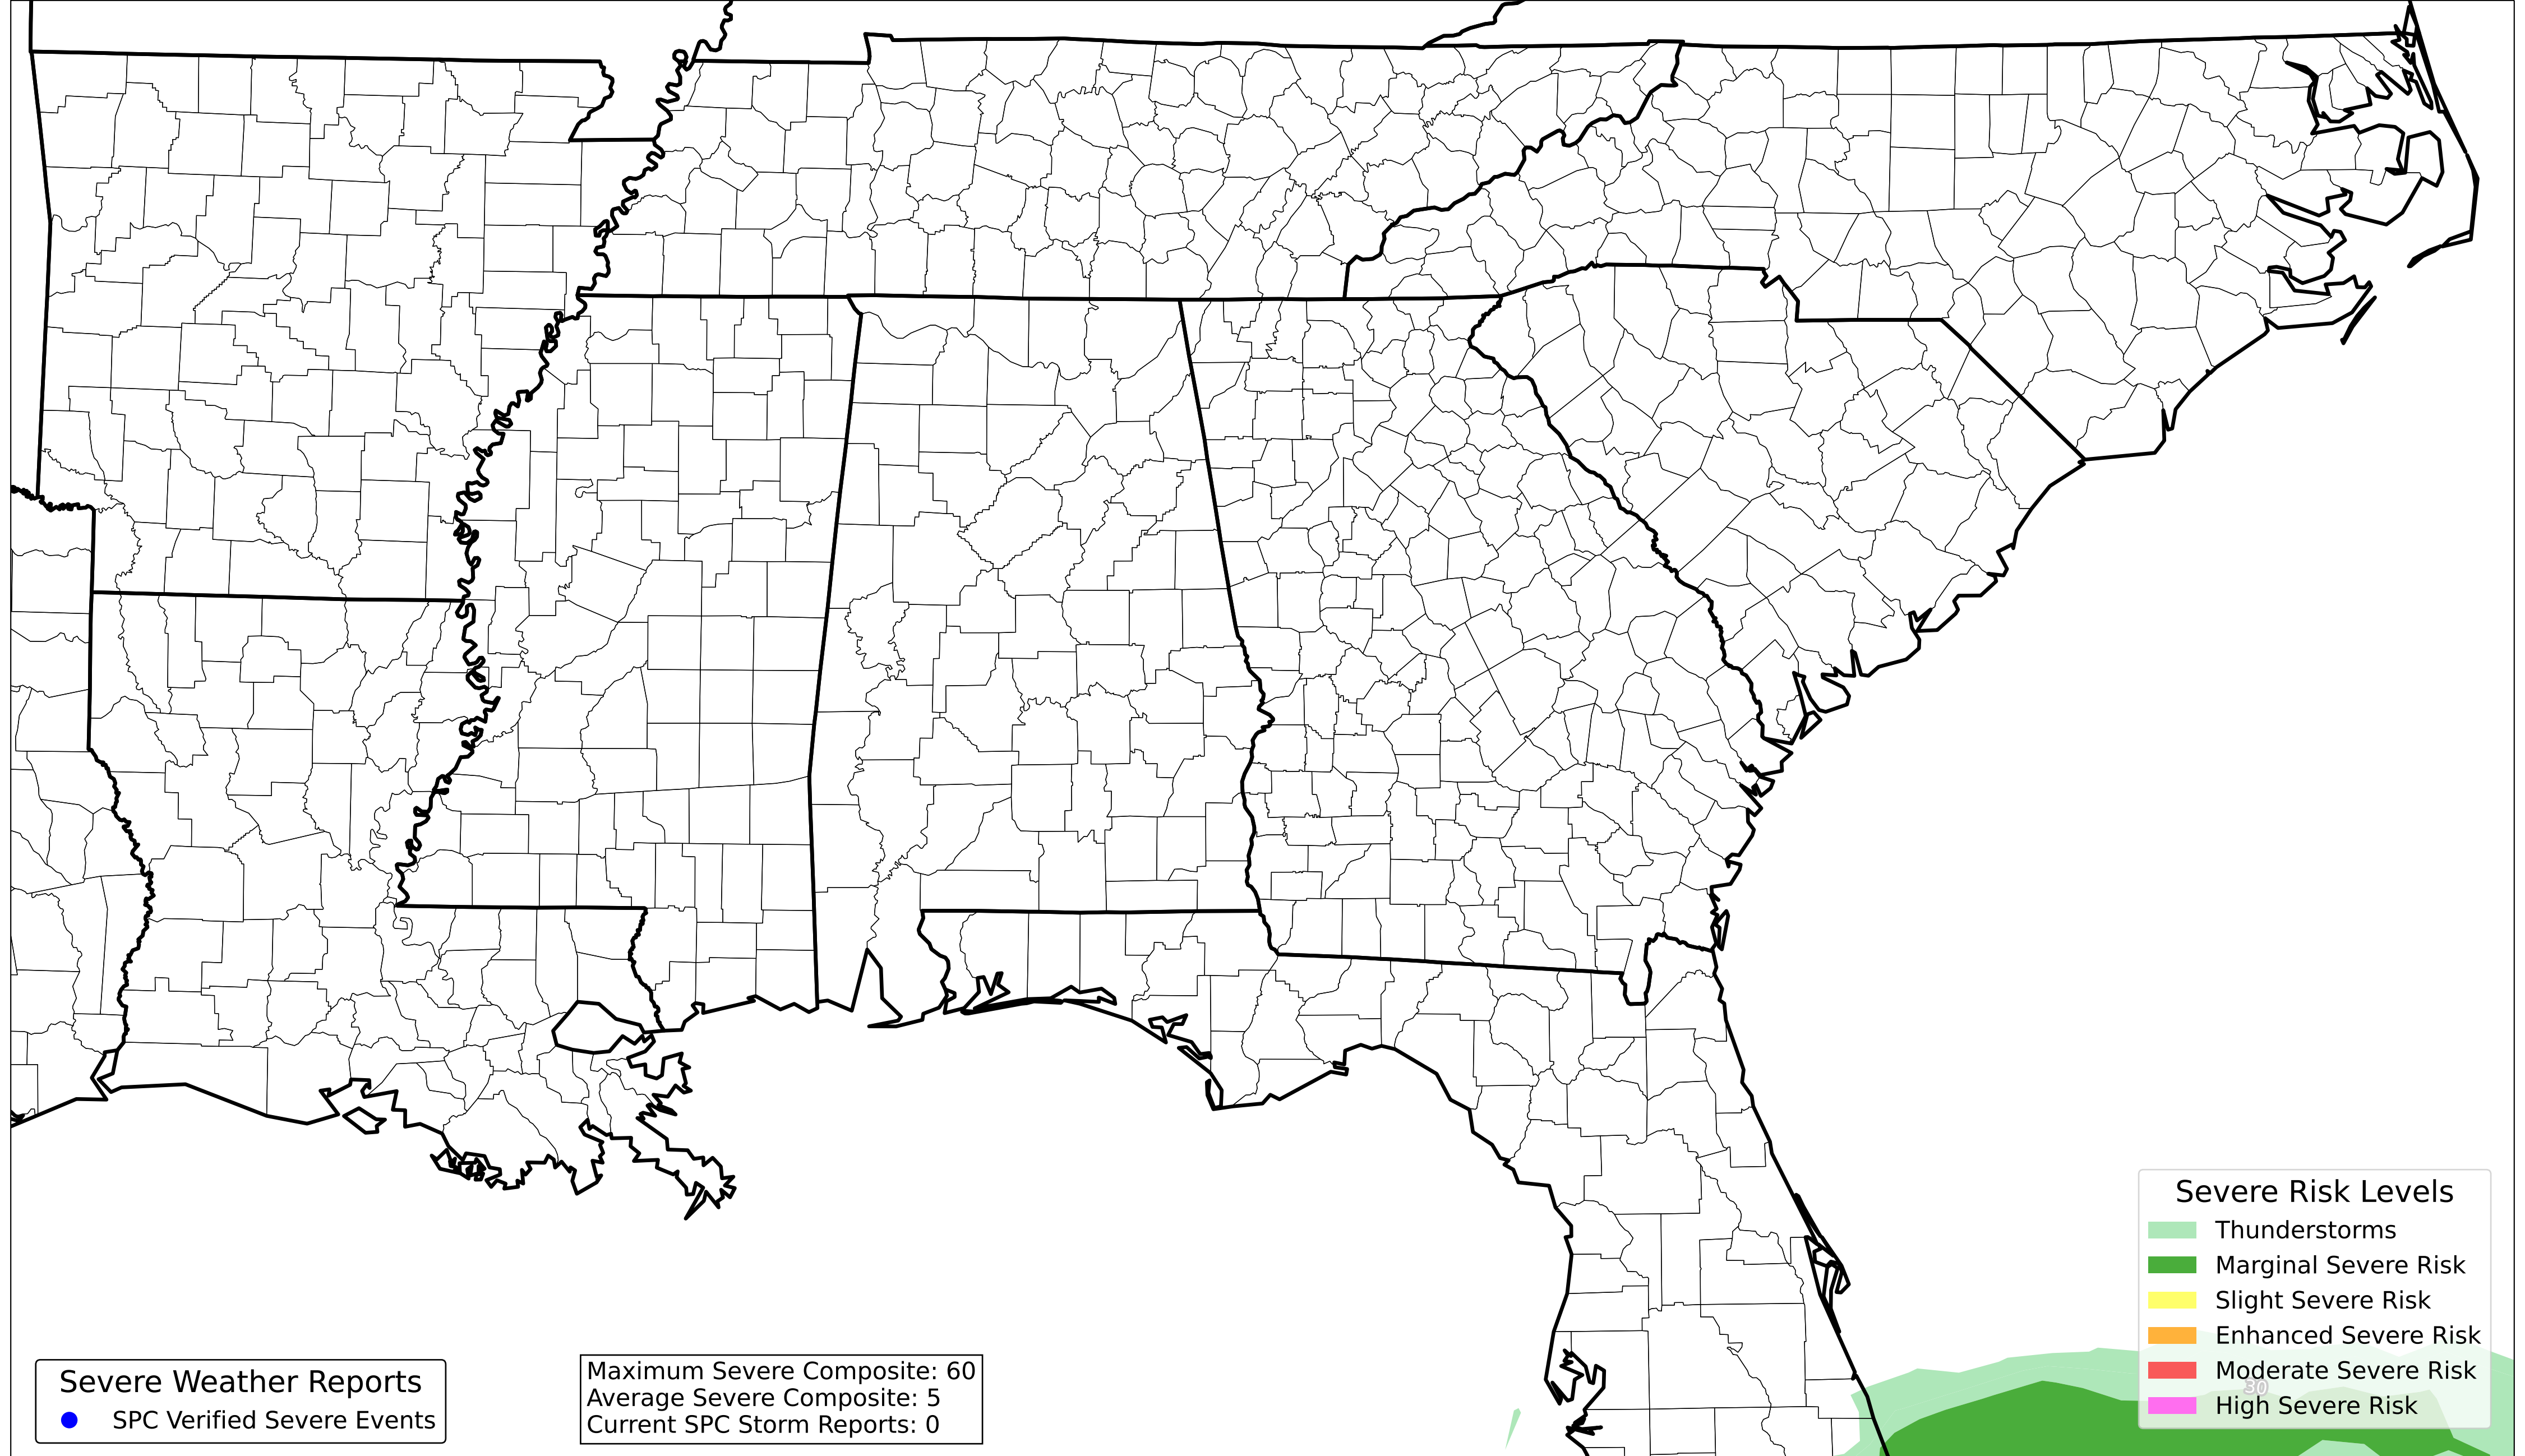 Severe Weather Reports
SPC Verified Severe Events
Maximum Severe Composite: 60
Average Severe Composite: 5
Current SPC Storm Reports: 0
Severe Risk Levels
Thunderstorms
Marginal Severe Risk
Slight Severe Risk
Enhanced Severe Risk
Moderate Severe Risk
30
High Severe Risk